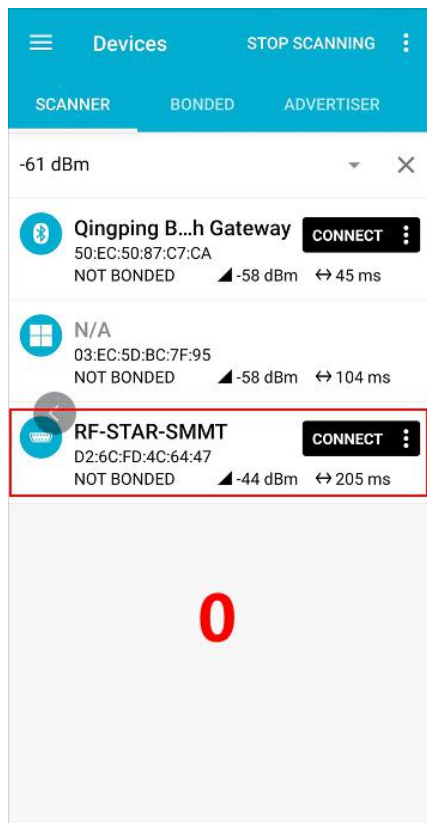 Devices STOP SCANNING
SCANNER BONDED ADVERTISER
-61 dBm
Qingping B...h Gateway CONNECT
50:EC:50:87:C7:CA
NOT BONDED -58 dBm 45 ms
N/A
03:EC:5D:BC:7F:95
NOT BONDED -58 dBm 104 ms
RF-STAR-SMMT CONNECT
D2:6C:FD:4C:64:47
NOT BONDED -44 dBm 205 ms
0